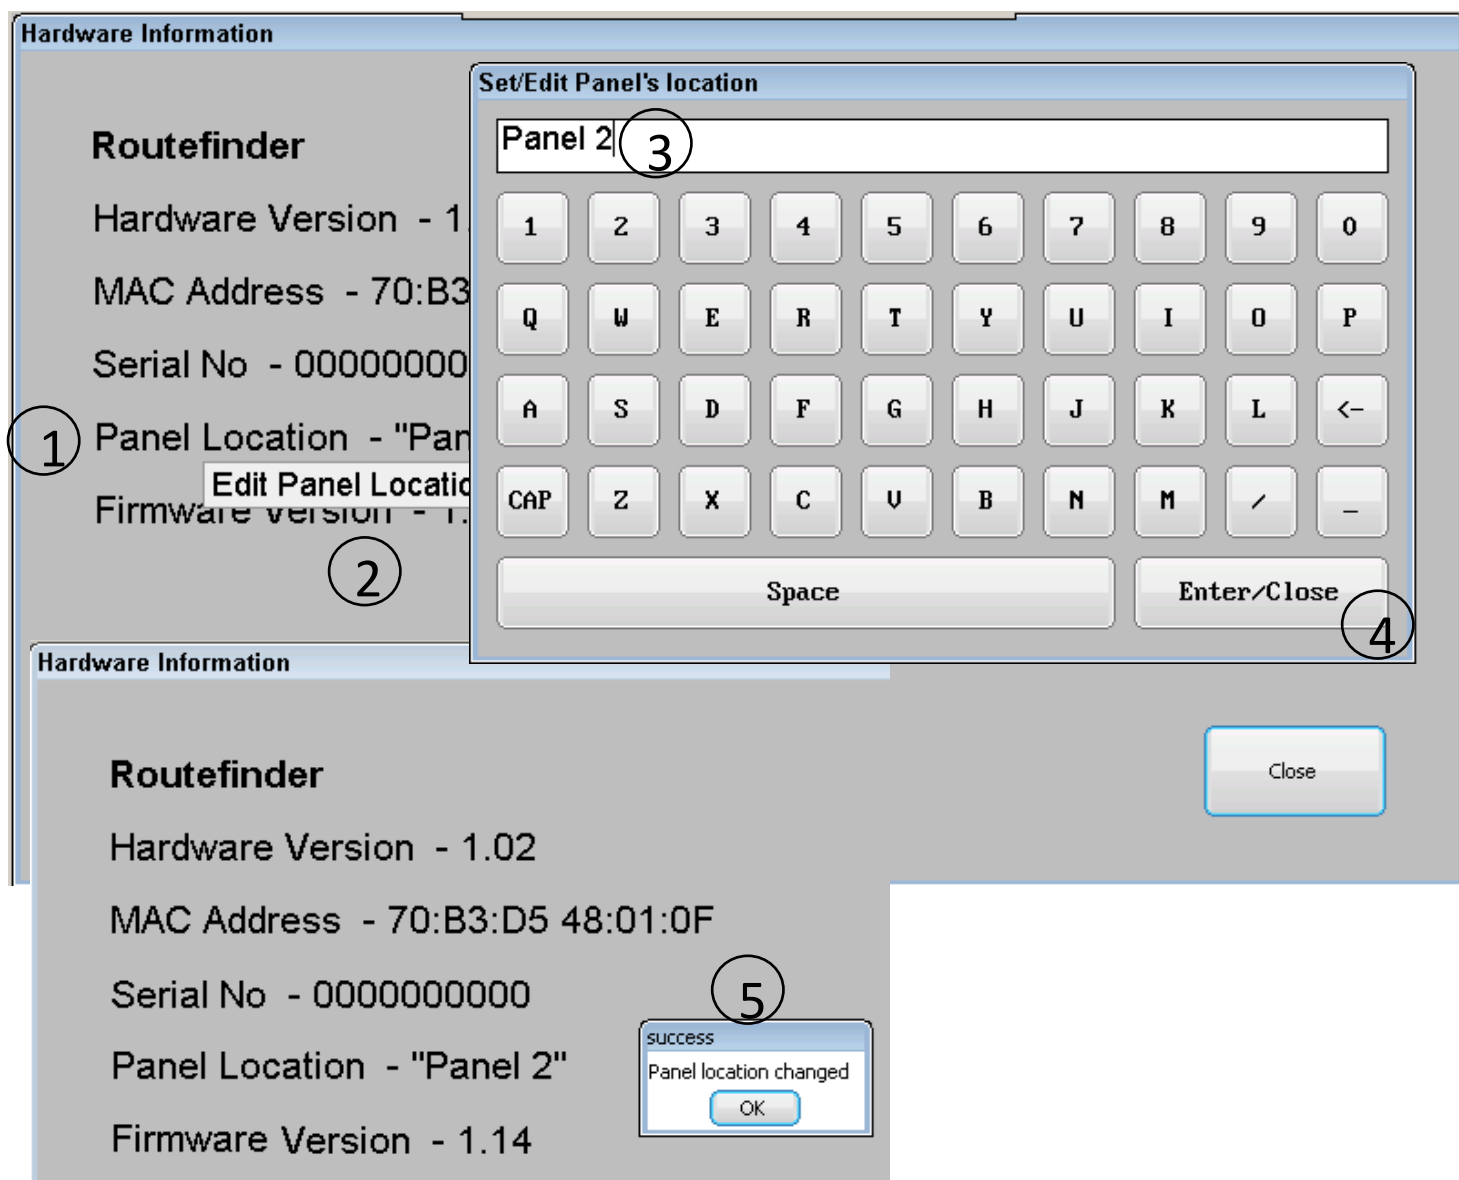 Hardware Information
Set/Edit Panel's location
Panel 2
3
Routefinder
Hardware Version - 1.
MAC Address - 70:B3
Serial No - 00000000
1
Panel Location - "Pan
Edit Panel Locatio
Firmware Version - 1.
2
1 2 3 4 5 6 7 8 9 0
Q W E R T Y U I O P
A S D F G H J K L <-
CAP Z X C V B N M / _
Space Enter/Close
4
Close
Hardware Information
Routefinder
Hardware Version - 1.02
MAC Address - 70:B3:D5 48:01:0F
Serial No - 0000000000
Panel Location - "Panel 2"
Firmware Version - 1.14
5
success
Panel location changed
OK